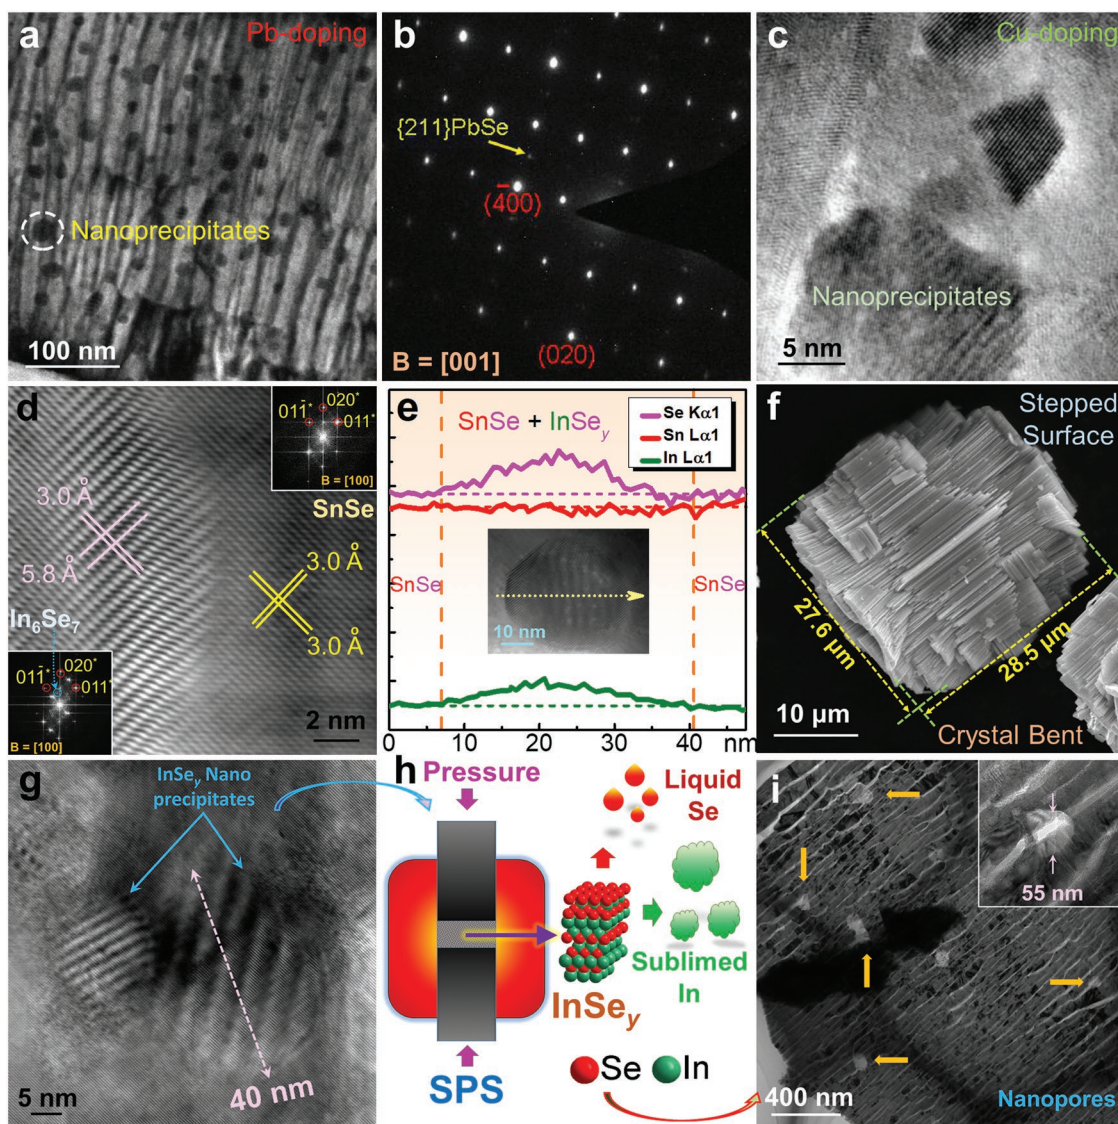 a
Pb-doping
Nanoprecipitates
100 nm
b
{211}PbSe
(4̄00)
(020)
B = [001]
c
Cu-doping
Nanoprecipitates
5 nm
d
020*
011̄*
011*
B = [100]
SnSe
3.0 Å
5.8 Å
3.0 Å
3.0 Å
In₆Se₇
020*
011̄*
011*
B = [100]
2 nm
e
SnSe + InSeᵧ
Se Kα1
Sn Lα1
In Lα1
SnSe
SnSe
10 nm
0 10 20 30 40 nm
f
Stepped
Surface
27.6 µm
28.5 µm
10 µm
Crystal Bent
g
InSeᵧ Nano
precipitates
40 nm
5 nm
h
Pressure
Liquid
Se
Sublimed
In
InSeᵧ
SPS
Se In
i
55 nm
400 nm
Nanopores